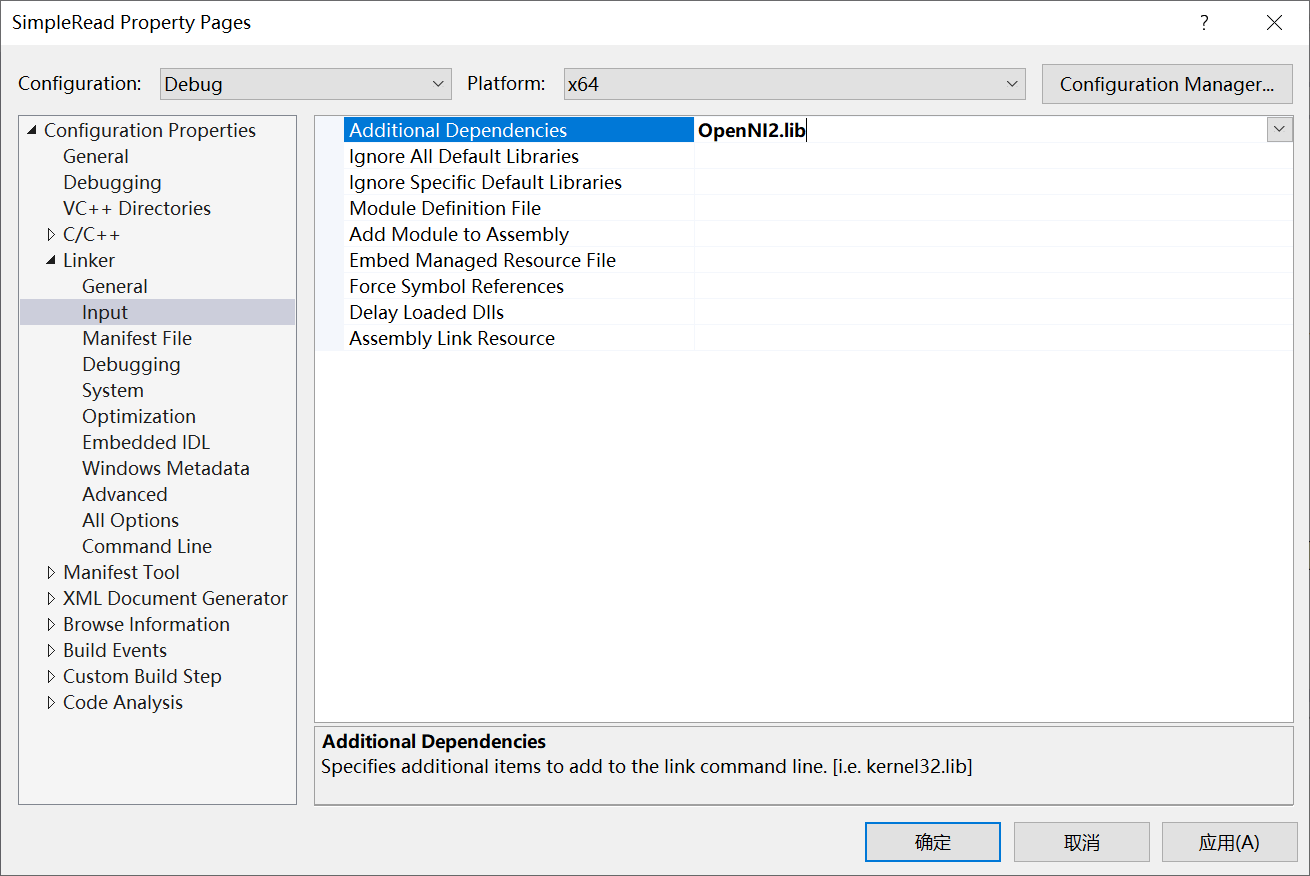 SimpleRead Property Pages
?
Configuration: Debug Platform: x64 Configuration Manager...
Configuration Properties
General
Debugging
VC++ Directories
C/C++
Linker
General
Input
Manifest File
Debugging
System
Optimization
Embedded IDL
Windows Metadata
Advanced
All Options
Command Line
Manifest Tool
XML Document Generator
Browse Information
Build Events
Custom Build Step
Code Analysis
Additional Dependencies OpenNI2.lib
Ignore All Default Libraries
Ignore Specific Default Libraries
Module Definition File
Add Module to Assembly
Embed Managed Resource File
Force Symbol References
Delay Loaded Dlls
Assembly Link Resource
Additional Dependencies
Specifies additional items to add to the link command line. [i.e. kernel32.lib]
确定 取消 应用(A)